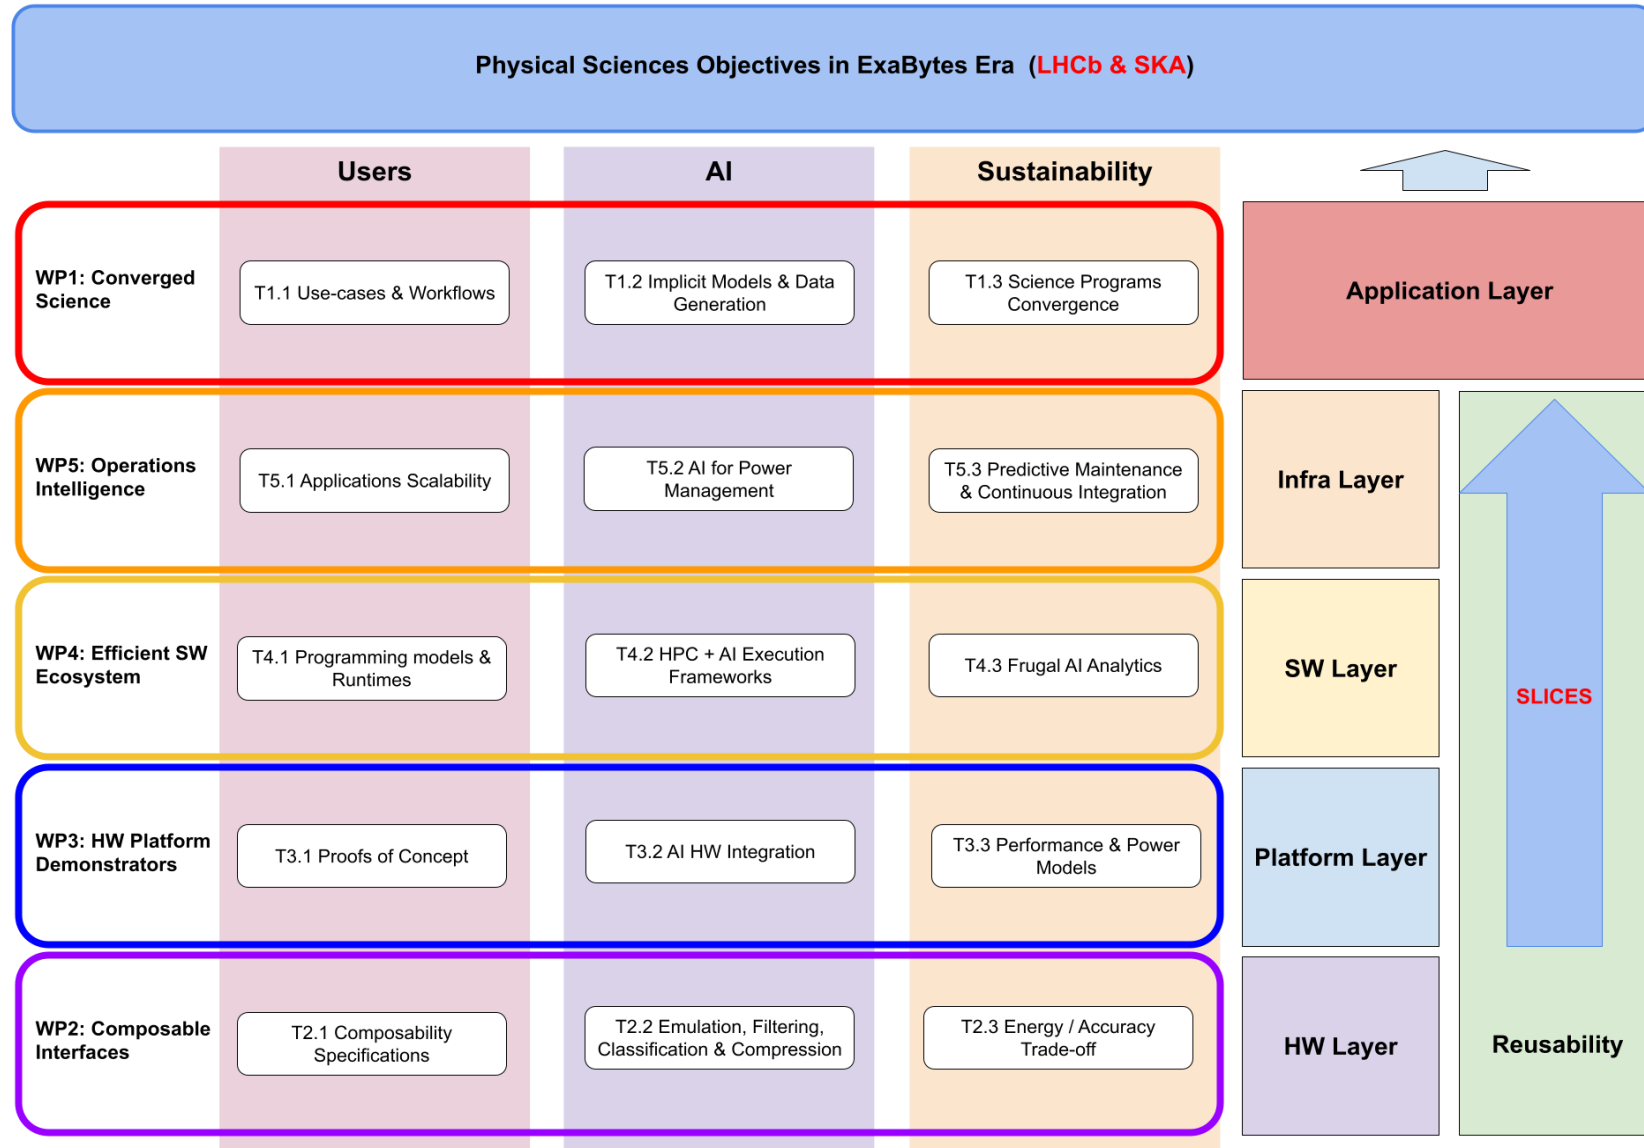 Physical Sciences Objectives in ExaBytes Era (LHCb & SKA)
Users
AI
Sustainability
WP1: Converged
Science
T1.1 Use-cases & Workflows
T1.2 Implicit Models & Data
Generation
T1.3 Science Programs
Convergence
Application Layer
WP5: Operations
Intelligence
T5.1 Applications Scalability
T5.2 AI for Power
Management
T5.3 Predictive Maintenance
& Continuous Integration
Infra Layer
WP4: Efficient SW
Ecosystem
T4.1 Programming models &
Runtimes
T4.2 HPC + AI Execution
Frameworks
T4.3 Frugal AI Analytics
SW Layer
SLICES
WP3: HW Platform
Demonstrators
T3.1 Proofs of Concept
T3.2 AI HW Integration
T3.3 Performance & Power
Models
Platform Layer
WP2: Composable
Interfaces
T2.1 Composability
Specifications
T2.2 Emulation, Filtering,
Classification & Compression
T2.3 Energy / Accuracy
Trade-off
HW Layer
Reusability